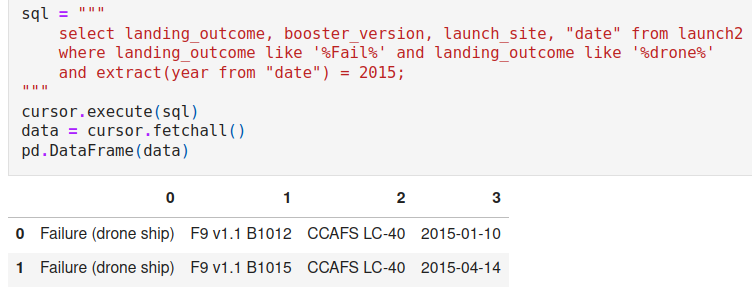 sql = """
select landing_outcome, booster_version, launch_site, "date" from launch2
where landing_outcome like '%Fail%' and landing_outcome like '%drone%'
and extract(year from "date") = 2015;
"""
cursor.execute(sql)
data = cursor.fetchall()
pd.DataFrame(data)
0 1 2 3
0 Failure (drone ship) F9 v1.1 B1012 CCAFS LC-40 2015-01-10
1 Failure (drone ship) F9 v1.1 B1015 CCAFS LC-40 2015-04-14